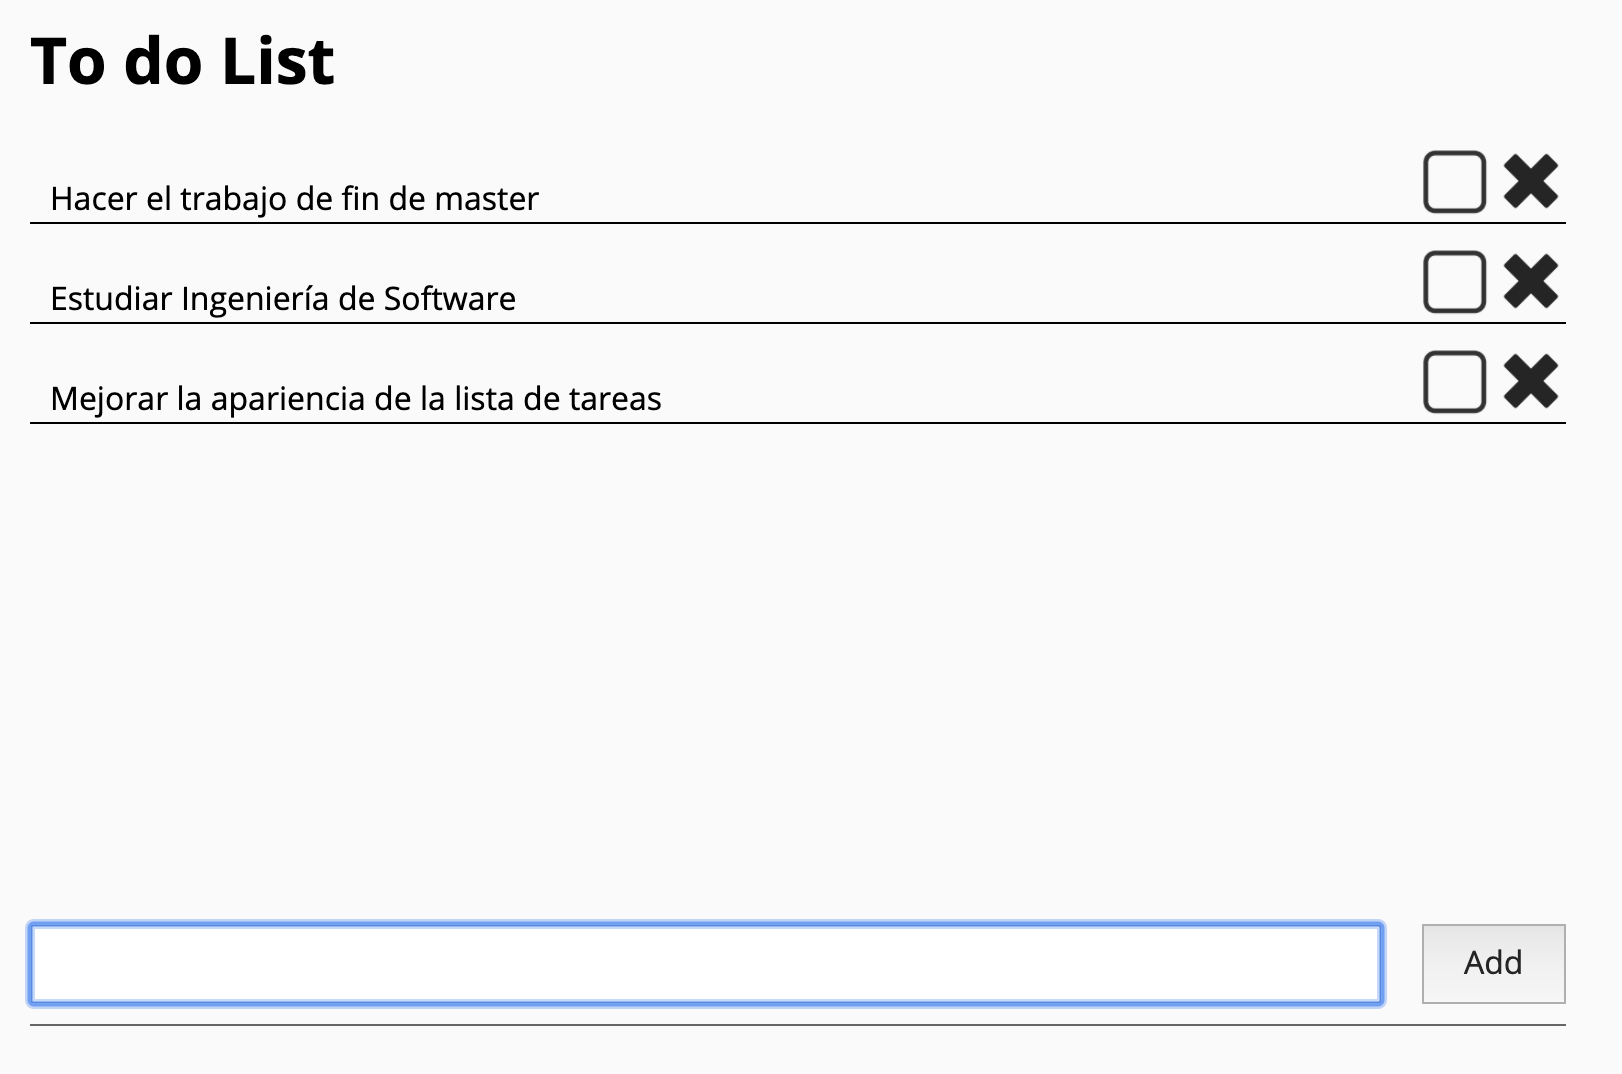 To do List
Hacer el trabajo de fin de master
Estudiar Ingeniería de Software
Mejorar la apariencia de la lista de tareas
Add